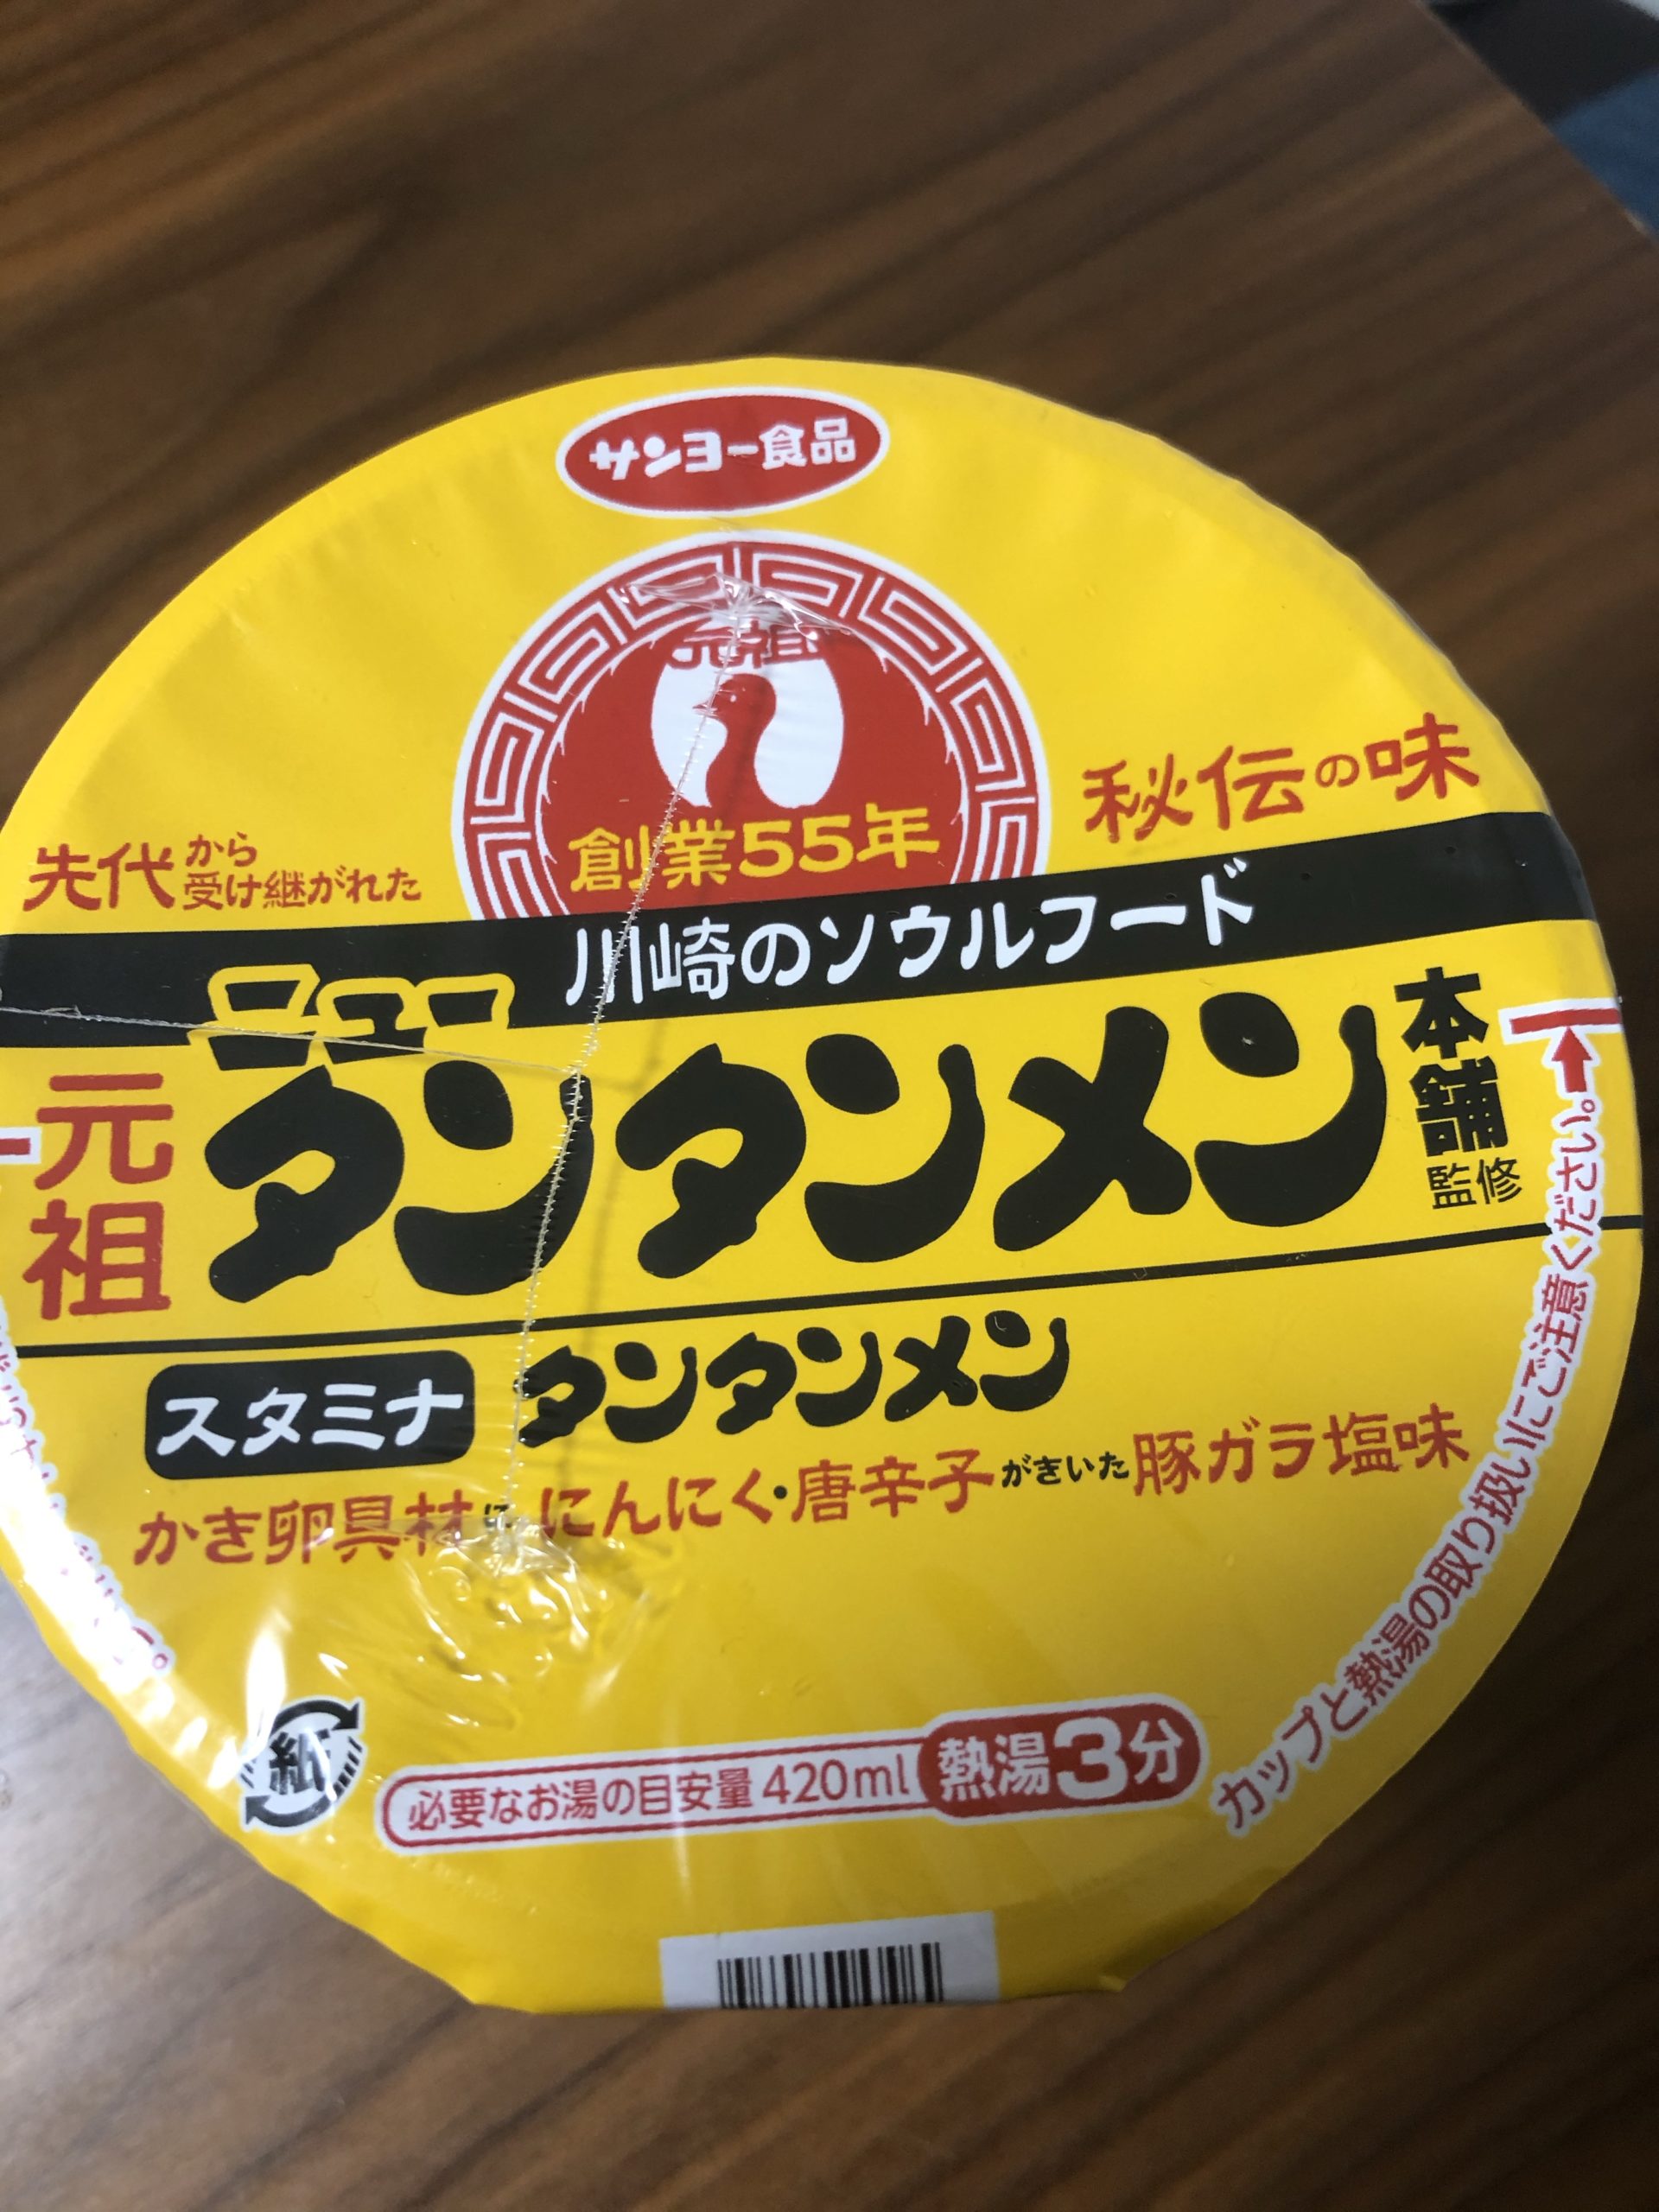 サンヨー食品
元祖
創業55年
先代から受け継がれた
秘伝の味
川崎のソウルフード
元祖
ニュータンタンメン
本舗
監修
スタミナ
タンタンメン
かき卵具材に にんにく・唐辛子がきいた豚ガラ塩味
紙
必要なお湯の目安量 420ml
熱湯3分
カップと熱湯の取り扱いにご注意ください。